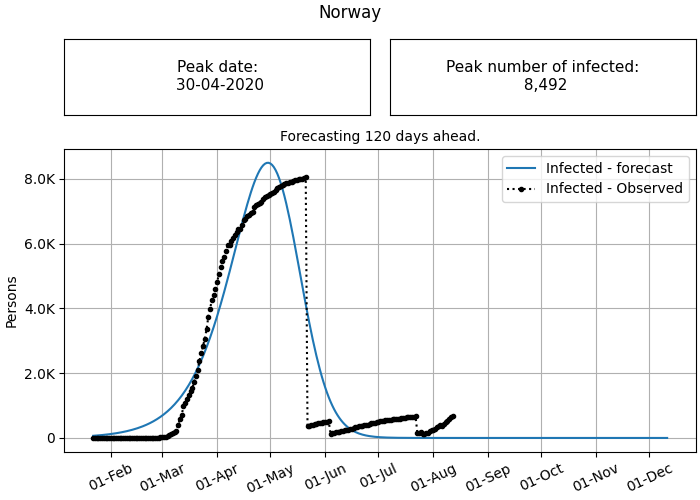 Norway
Peak date:
30-04-2020
Peak number of infected:
8,492
Forecasting 120 days ahead.
Infected - forecast
Infected - Observed
Persons
8.0K
6.0K
4.0K
2.0K
0
01-Feb
01-Mar
01-Apr
01-May
01-Jun
01-Jul
01-Aug
01-Sep
01-Oct
01-Nov
01-Dec